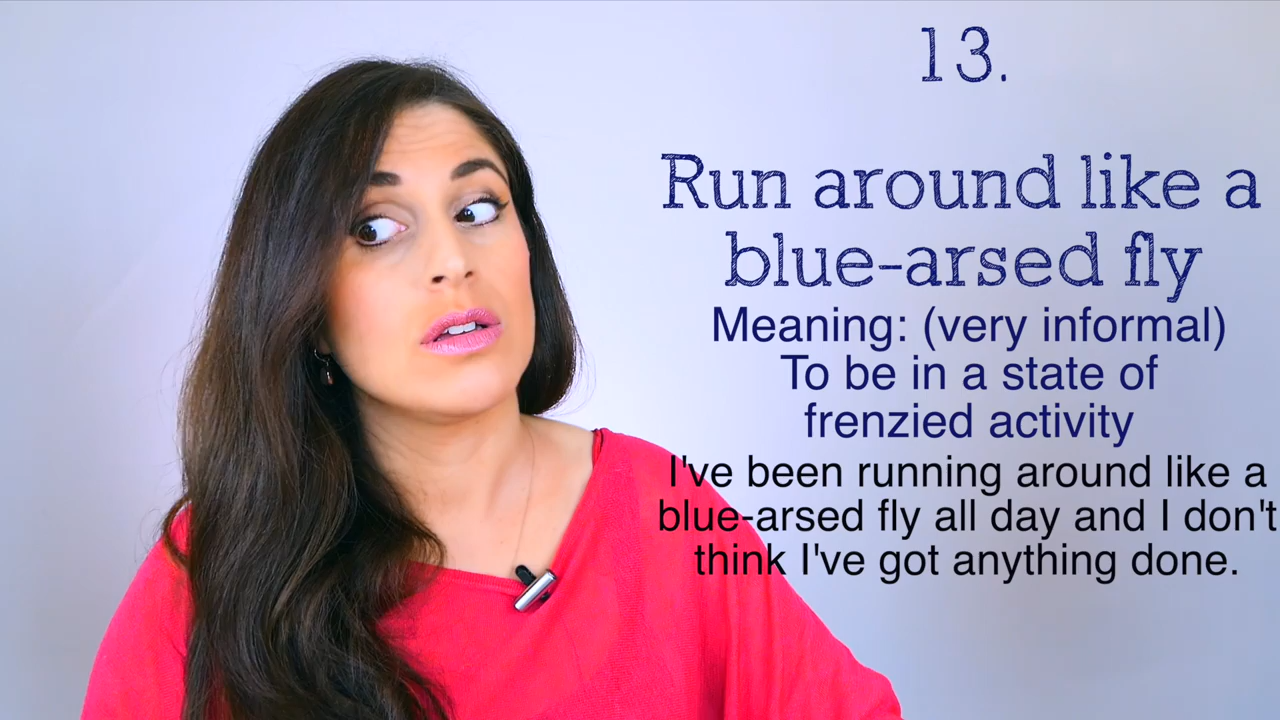 13.
Run around like a
blue-arsed fly
Meaning: (very informal)
To be in a state of
frenzied activity
I've been running around like a
blue-arsed fly all day and I don't
think I've got anything done.